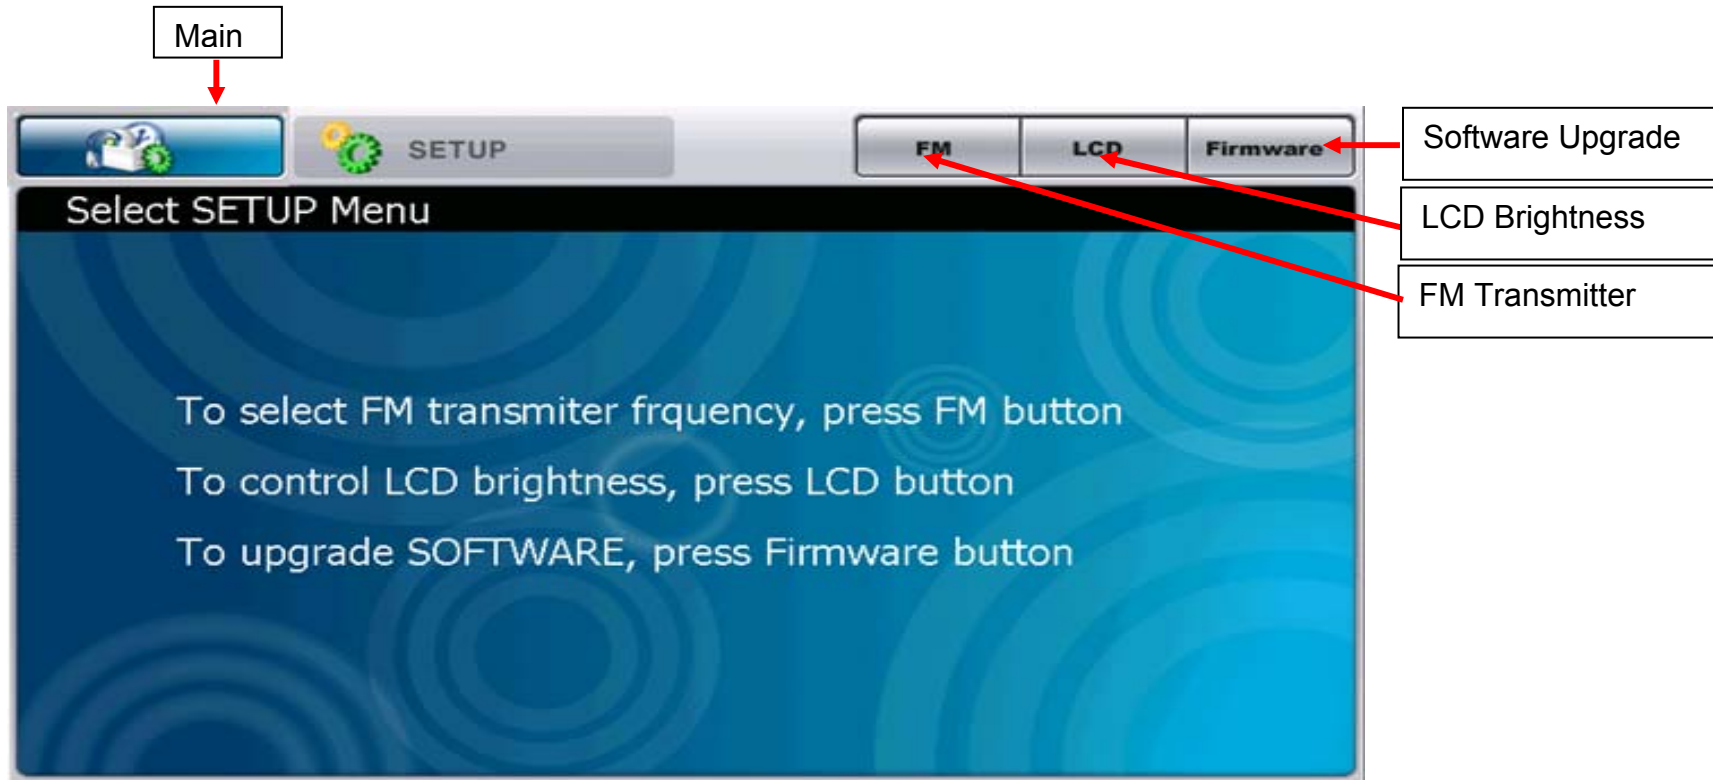 Main
SETUP
FM
LCD
Firmware
Software Upgrade
Select SETUP Menu
LCD Brightness
FM Transmitter
To select FM transmiter frquency, press FM button
To control LCD brightness, press LCD button
To upgrade SOFTWARE, press Firmware button